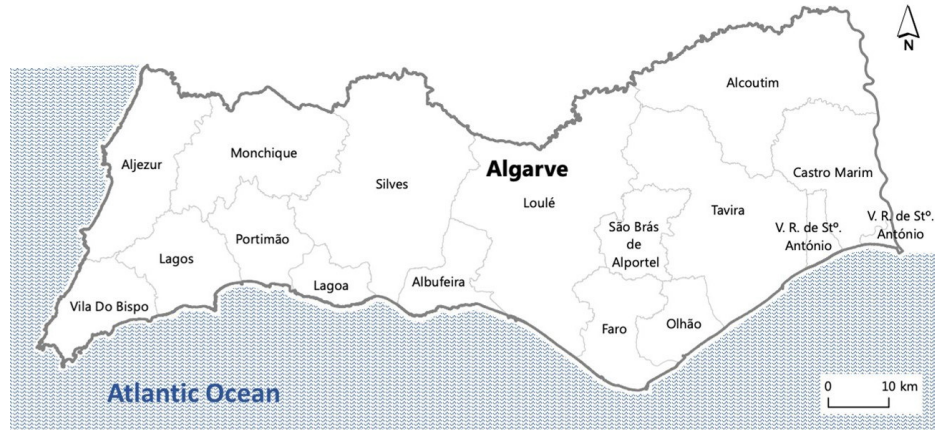 N
Alcoutim
Aljezur
Monchique
Silves
Algarve
Loulé
Castro Marim
Tavira
São Brás
de
Alportel
V. R. de Stº.
António
V. R. de Stº.
António
Lagos
Portimão
Lagoa
Albufeira
Vila Do Bispo
Faro
Olhão
Atlantic Ocean
0 10 km